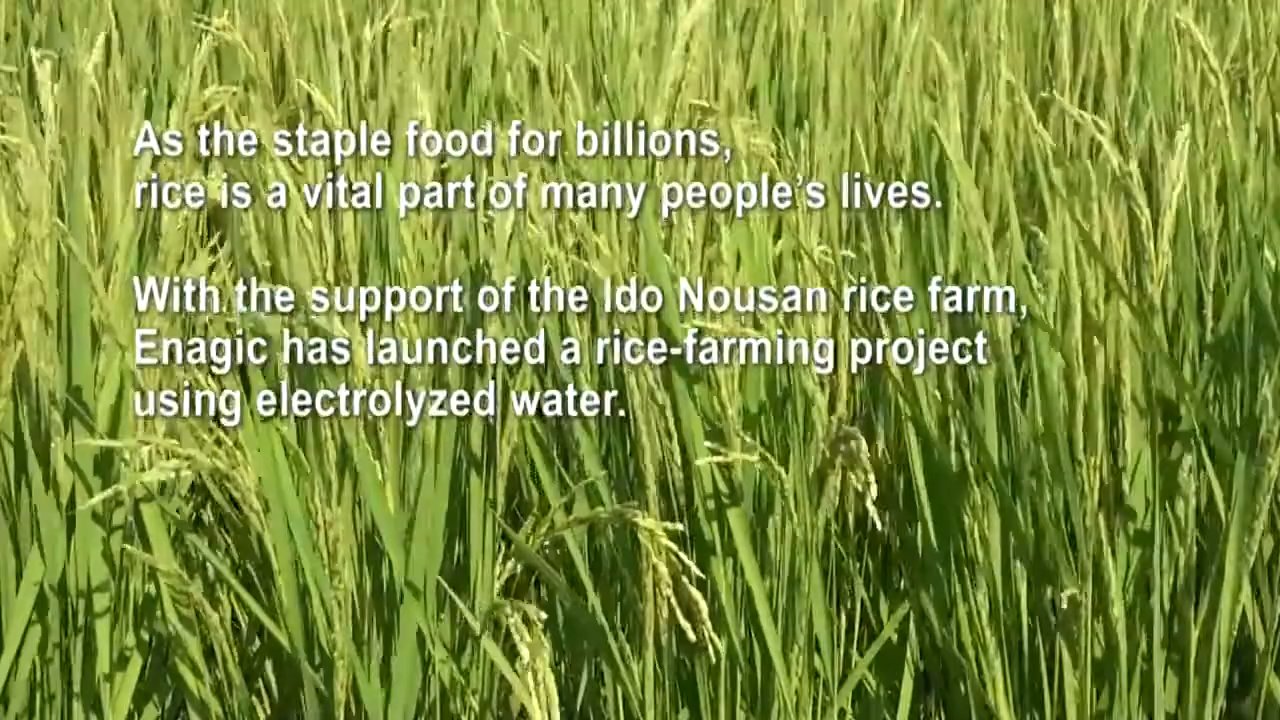 As the staple food for billions,
rice is a vital part of many people's lives.
With the support of the Ido Nousan rice farm,
Enagic has launched a rice-farming project
using electrolyzed water.